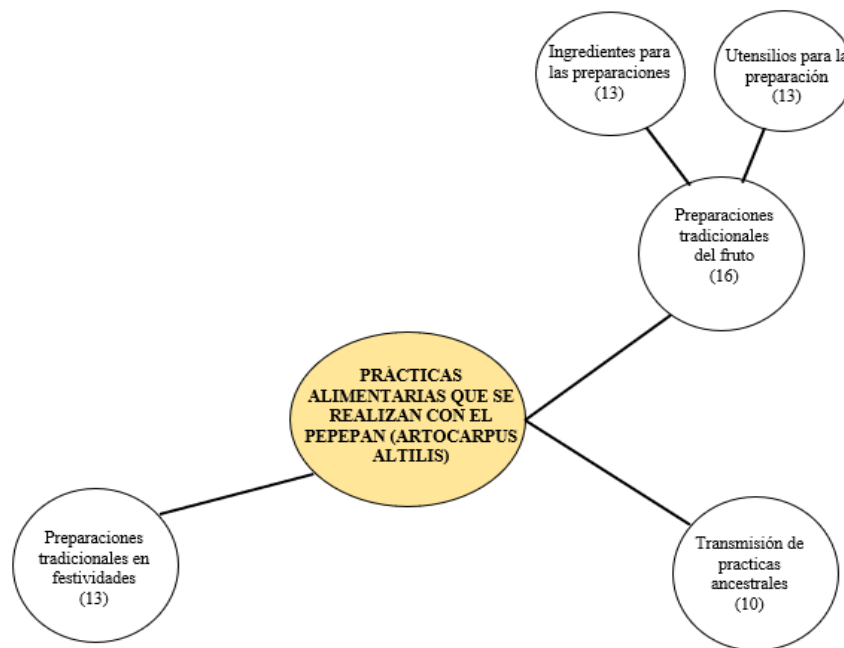 Ingredientes para
las preparaciones
(13)
Utensilios para la
preparación
(13)
Preparaciones
tradicionales
del fruto
(16)
PRÀCTICAS
ALIMENTARIAS QUE SE
REALIZAN CON EL
PEPEPAN (ARTOCARPUS
ALTILIS)
Preparaciones
tradicionales en
festividades
(13)
Transmisión de
practicas
ancestrales
(10)